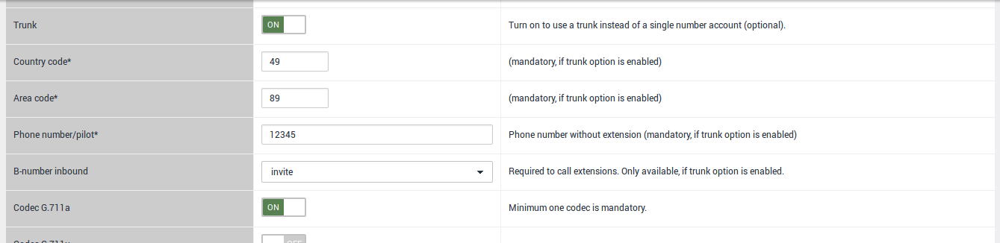 Trunk ON Turn on to use a trunk instead of a single number account (optional).
Country code* 49 (mandatory, if trunk option is enabled)
Area code* 89 (mandatory, if trunk option is enabled)
Phone number/pilot* 12345 Phone number without extension (mandatory, if trunk option is enabled)
B-number inbound invite Required to call extensions. Only available, if trunk option is enabled.
Codec G.711a ON Minimum one codec is mandatory.
Codec G.711u OFF